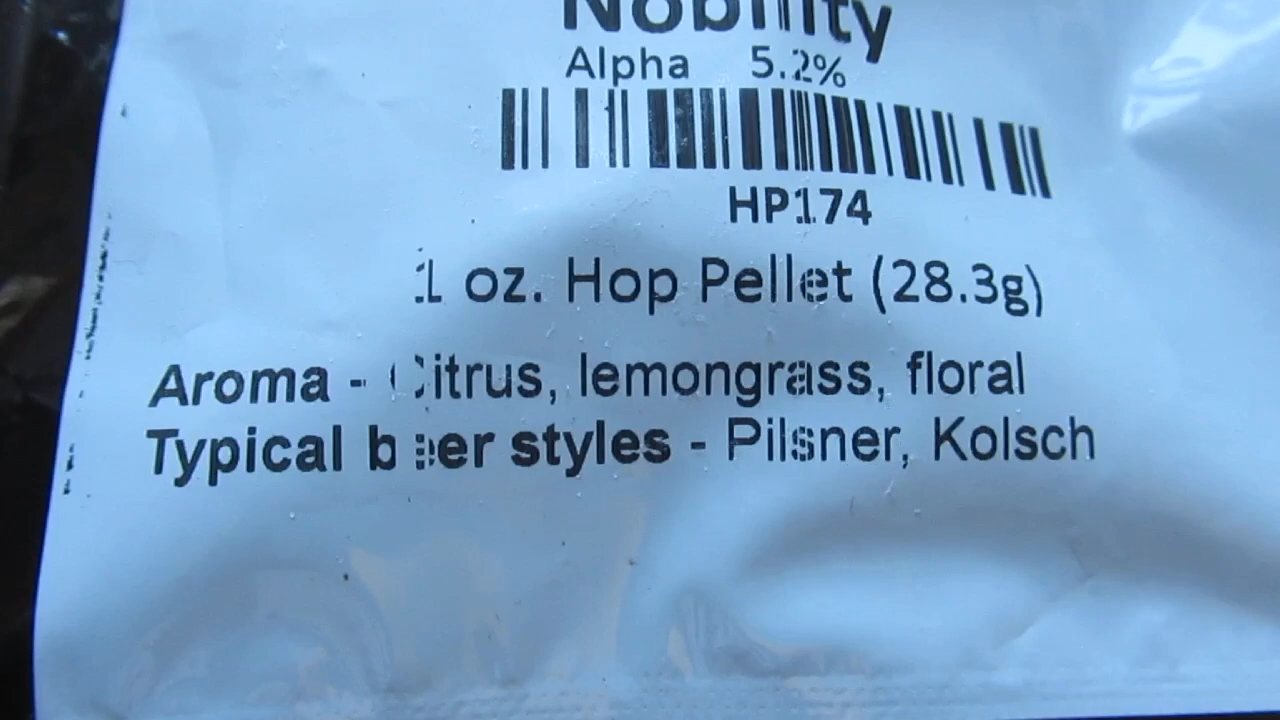 Nobility
Alpha 5.2%
HP174
1 oz. Hop Pellet (28.3g)
Aroma - Citrus, lemongrass, floral
Typical beer styles - Pilsner, Kolsch